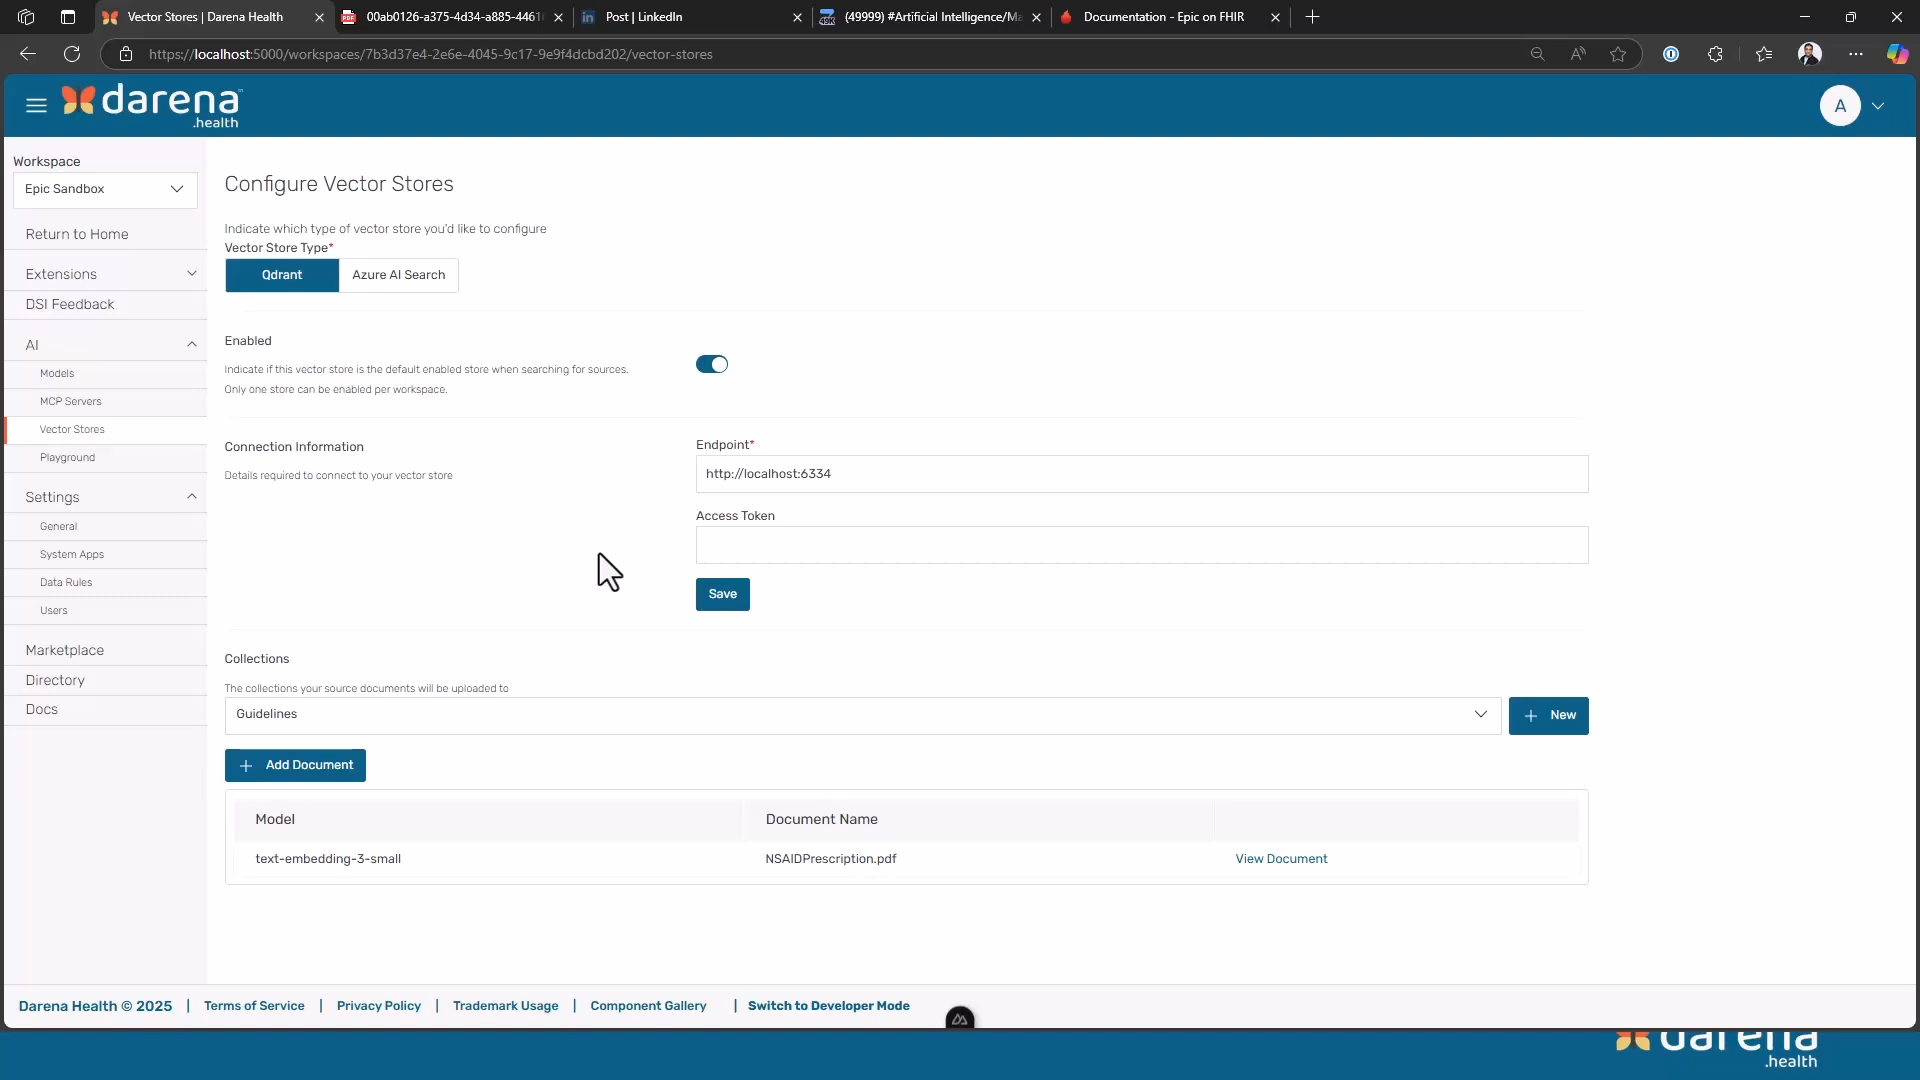 Vector Stores | Darena Health
00ab0126-a375-4d34-a885-4461
Post | LinkedIn
(49999) #Artificial Intelligence/Ma
Documentation - Epic on FHIR
https://localhost:5000/workspaces/7b3d37e4-2e6e-4045-9c17-9e9f4dcbd202/vector-stores
darena
.health
A
Workspace
Epic Sandbox
Return to Home
Extensions
DSI Feedback
AI
Models
MCP Servers
Vector Stores
Playground
Settings
General
System Apps
Data Rules
Users
Marketplace
Directory
Docs
Configure Vector Stores
Indicate which type of vector store you'd like to configure
Vector Store Type*
Qdrant
Azure AI Search
Enabled
Indicate if this vector store is the default enabled store when searching for sources.
Only one store can be enabled per workspace.
Connection Information
Details required to connect to your vector store
Endpoint*
http://localhost:6334
Access Token
Save
Collections
The collections your source documents will be uploaded to
Guidelines
New
Add Document
Model Document Name
text-embedding-3-small NSAIDPrescription.pdf View Document
Darena Health © 2025 | Terms of Service | Privacy Policy | Trademark Usage | Component Gallery | Switch to Developer Mode
darena
.health